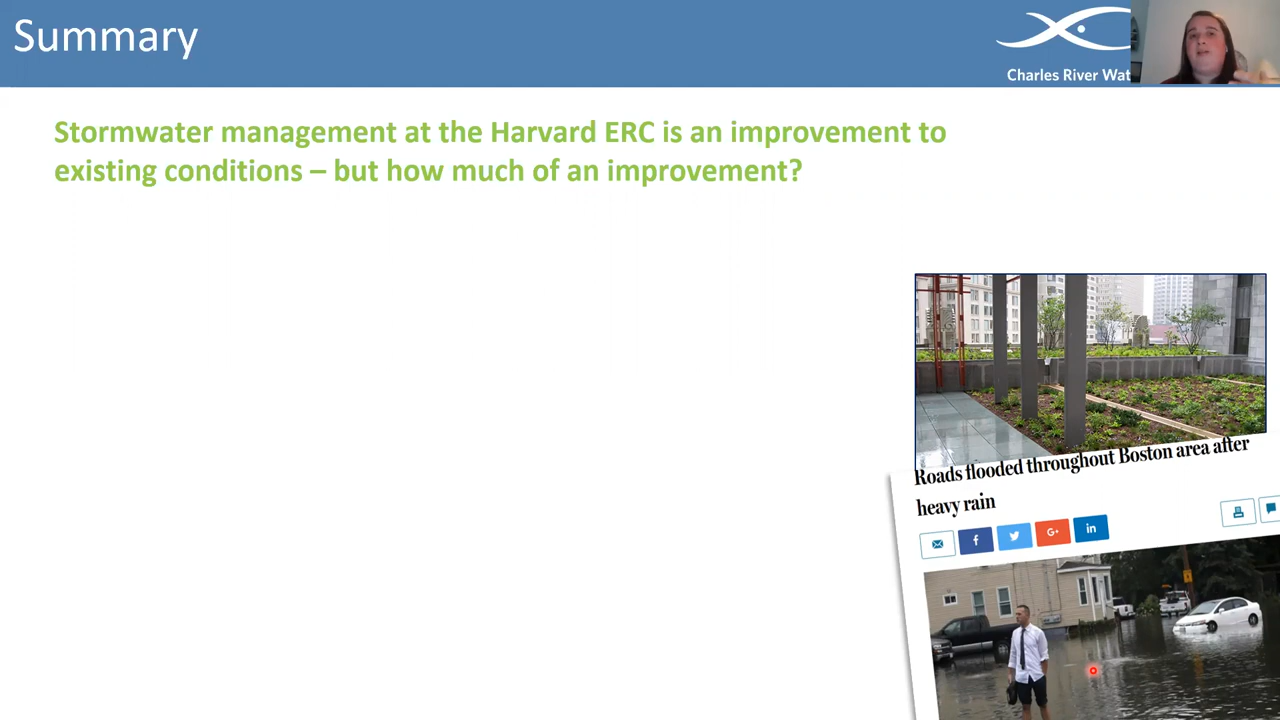 Summary
Charles River Wat
Stormwater management at the Harvard ERC is an improvement to
existing conditions – but how much of an improvement?
Roads flooded throughout Boston area after
heavy rain
f
G+
in